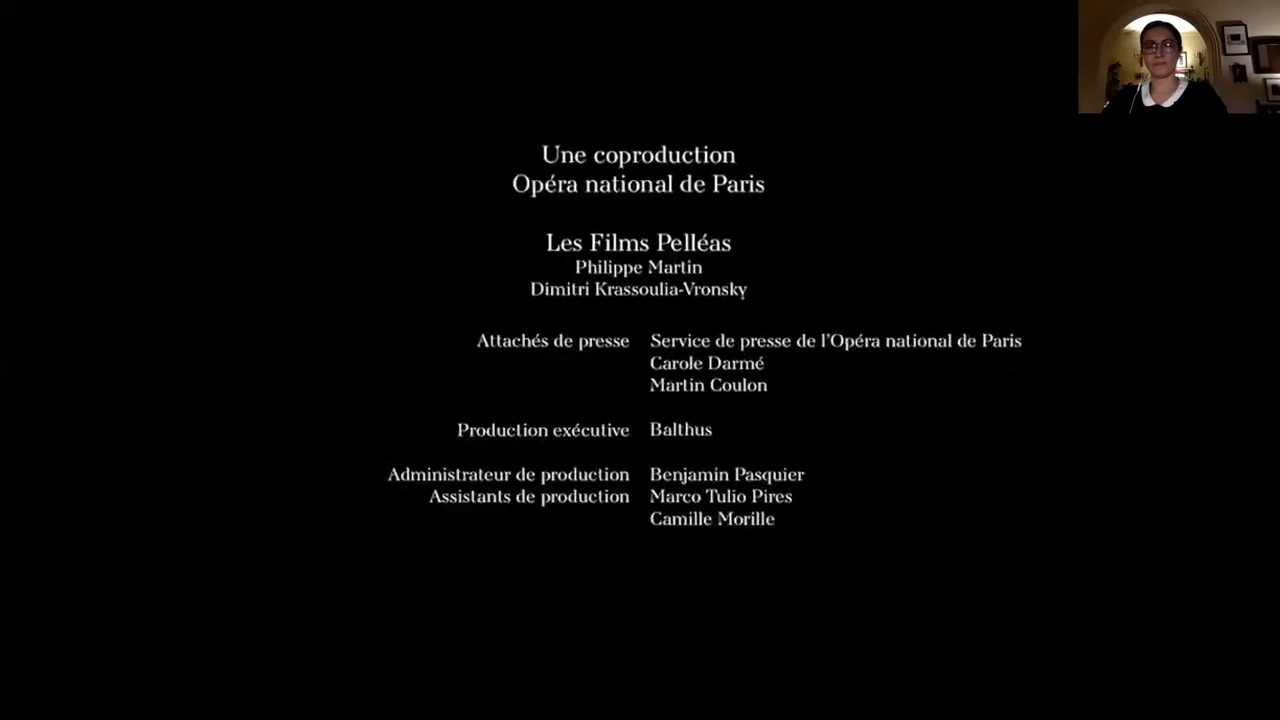 Une coproduction
Opéra national de Paris
Les Films Pelléas
Philippe Martin
Dimitri Krassoulia-Vronsky
Attachés de presse Service de presse de l'Opéra national de Paris
Carole Darmé
Martin Coulon
Production exécutive Balthus
Administrateur de production Benjamin Pasquier
Assistants de production Marco Tulio Pires
Camille Morille